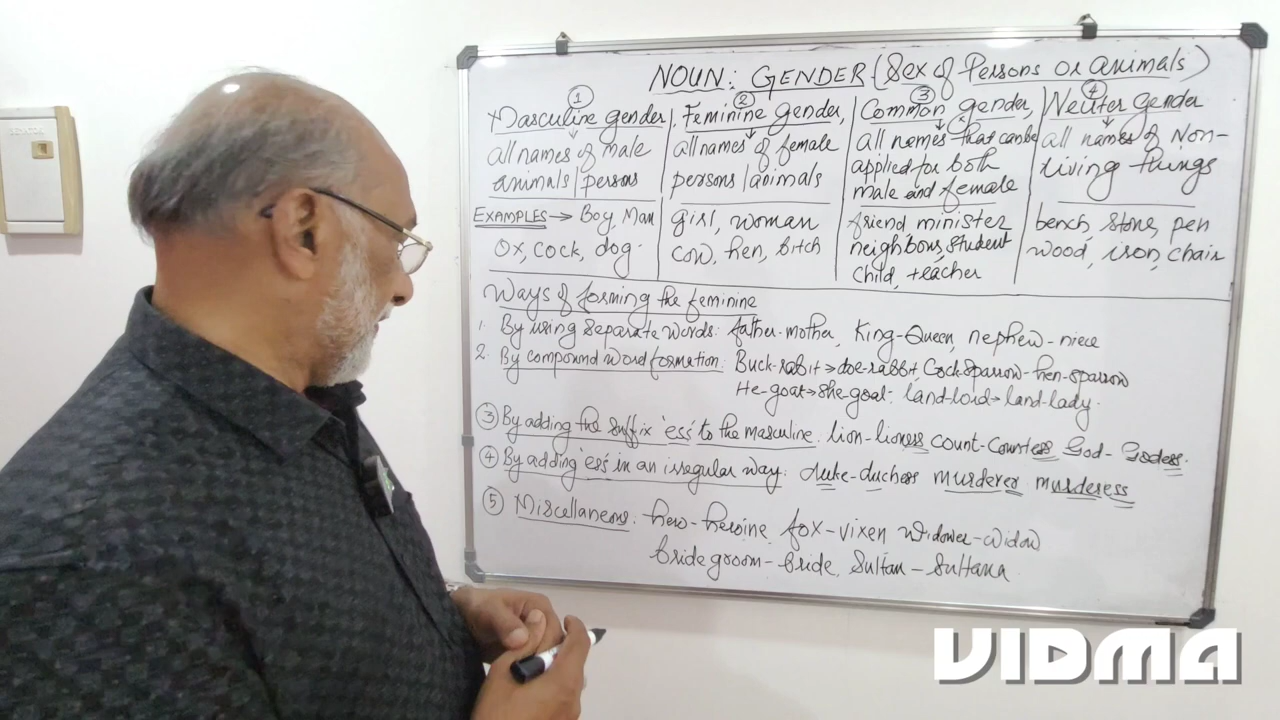 NOUN: GENDER (Sex of Persons or animals)
① Masculine gender,
all names of male
animals/persons
EXAMPLES → Boy, Man
Ox, cock, dog.
② Feminine gender,
all names of female
persons/animals
girl, woman
cow, hen, bitch
③ Common gender,
all names that can be
applied for both
male and female
friend minister
neighbour, student
child, teacher
④ Neuter gender
all names of Non-
living things
bench, stone, pen
wood, iron, chair
Ways of forming the feminine
1. By using separate words: father-mother, King-Queen, nephew-niece
2. By compound word formation: Buck-rabbit → doe-rabbit, Cock sparrow-hen-sparrow
He-goat → she-goat, land-lord → land-lady.
③ By adding the suffix 'ess' to the masculine. lion-lioness count-countess God-Godess.
④ By adding 'ess' in an irregular way: duke-duchess murderer murderess
⑤ Miscellaneous: hero-heroine fox-vixen widower-widow
bridegroom-bride, Sultan-Sultana
VIDMA